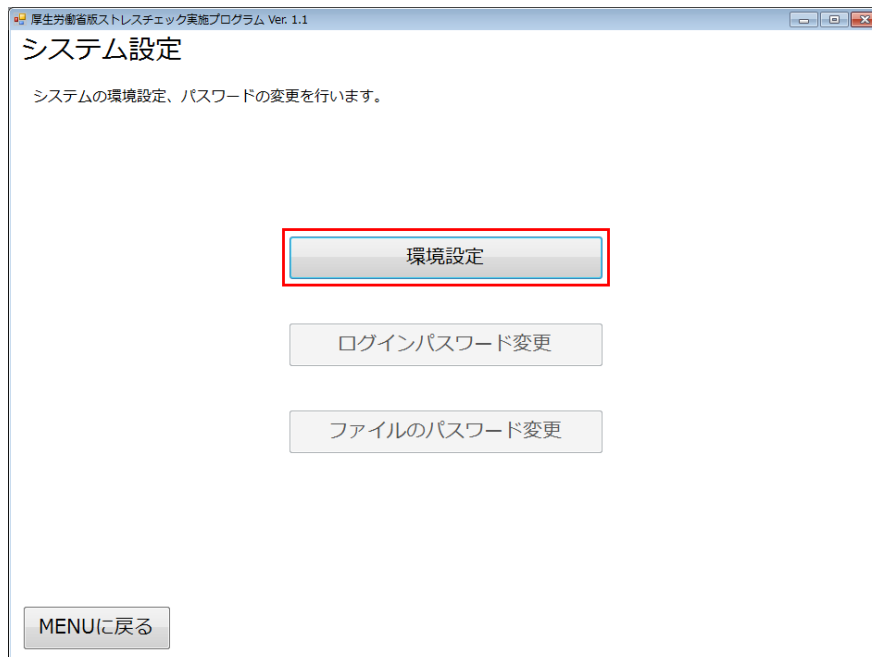 厚生労働省版ストレスチェック実施プログラム Ver. 1.1
システム設定
システムの環境設定、パスワードの変更を行います。
環境設定
ログインパスワード変更
ファイルのパスワード変更
MENUに戻る